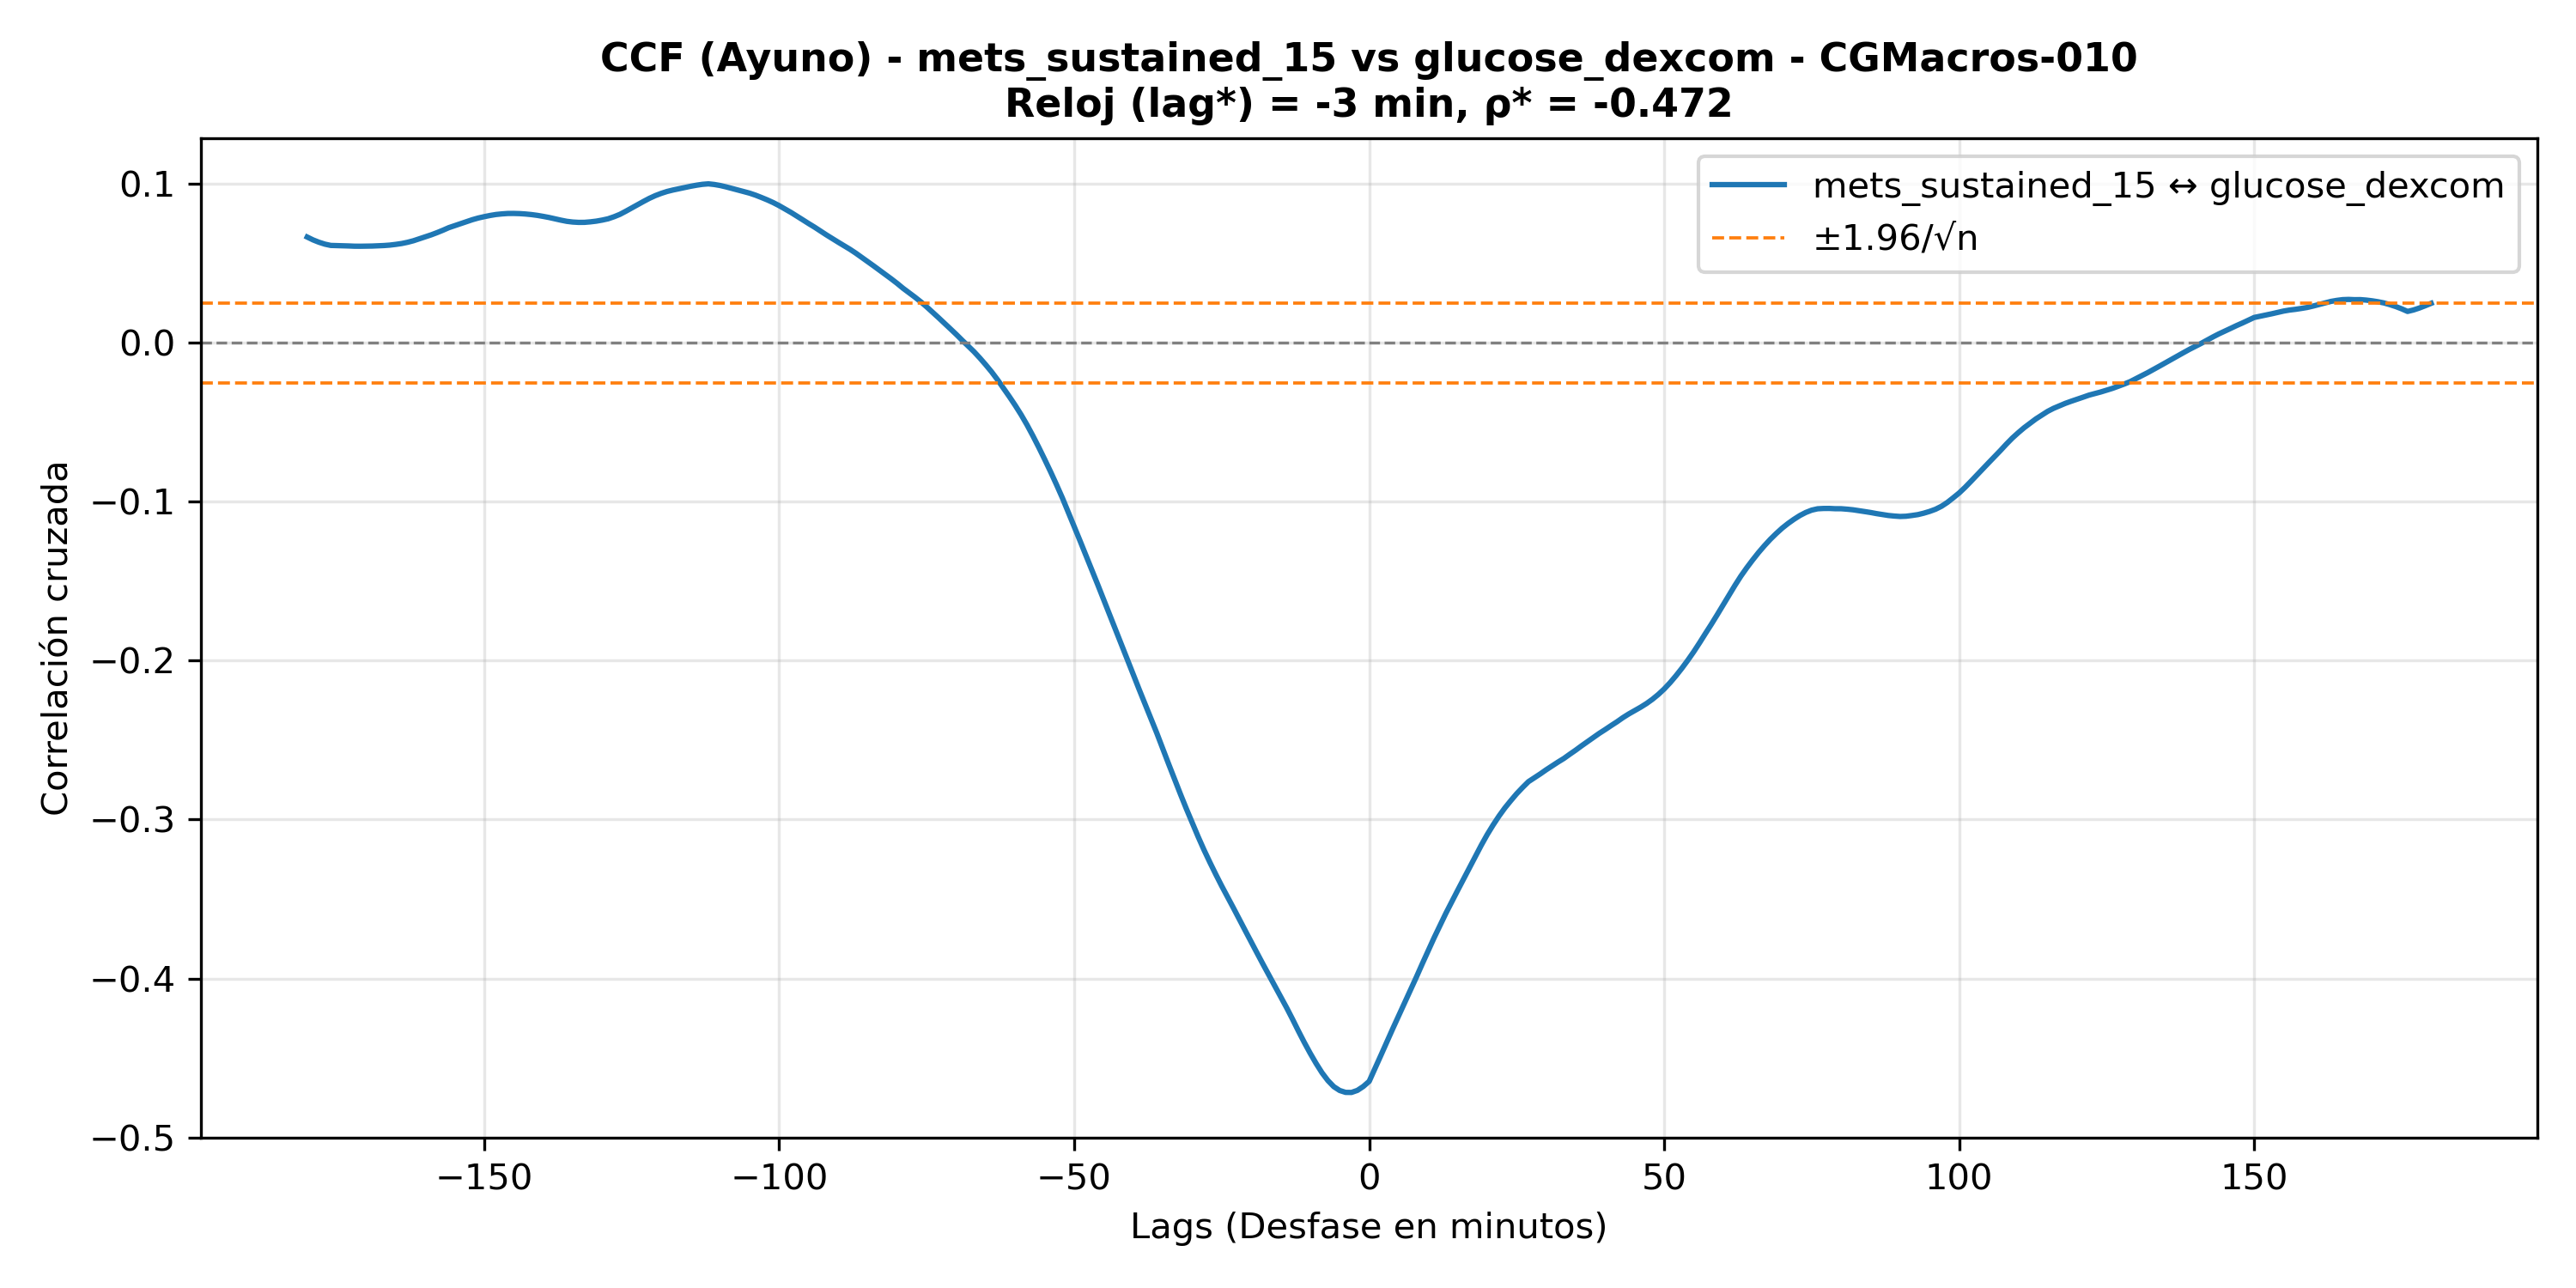 CCF (Ayuno) - mets_sustained_15 vs glucose_dexcom - CGMacros-010
Reloj (lag*) = -3 min, ρ* = -0.472
mets_sustained_15 ↔ glucose_dexcom
±1.96/√n
Correlación cruzada
0.1
0.0
−0.1
−0.2
−0.3
−0.4
−0.5
−150
−100
−50
0
50
100
150
Lags (Desfase en minutos)